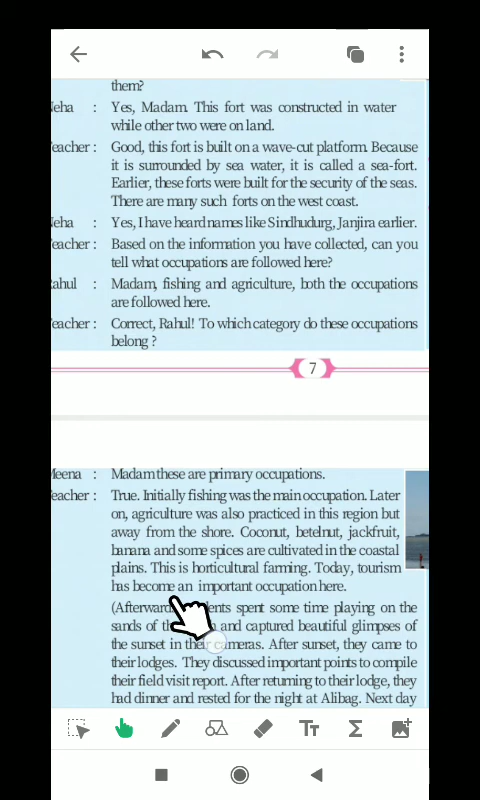 them?
Neha : Yes, Madam. This fort was constructed in water
while other two were on land.
Teacher : Good, this fort is built on a wave-cut platform. Because
it is surrounded by sea water, it is called a sea-fort.
Earlier, these forts were built for the security of the seas.
There are many such forts on the west coast.
Neha : Yes, I have heard names like Sindhudurg, Janjira earlier.
Teacher : Based on the information you have collected, can you
tell what occupations are followed here?
Rahul : Madam, fishing and agriculture, both the occupations
are followed here.
Teacher : Correct, Rahul! To which category do these occupations
belong ?
7
Meena : Madam these are primary occupations.
Teacher : True. Initially fishing was the main occupation. Later
on, agriculture was also practiced in this region but
away from the shore. Coconut, betelnut, jackfruit,
banana and some spices are cultivated in the coastal
plains. This is horticultural farming. Today, tourism
has become an important occupation here.
(Afterward spent some time playing on the
sands of and captured beautiful glimpses of
the sunset in their cameras. After sunset, they came to
their lodges. They discussed important points to compile
their field visit report. After returning to their lodge, they
had dinner and rested for the night at Alibag. Next day
Tт Σ